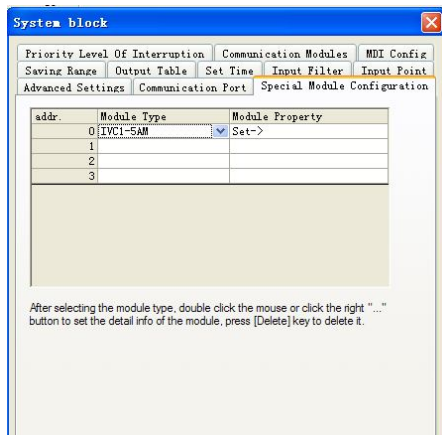 System block
Priority Level Of Interruption Communication Modules MDI Config
Saving Range Output Table Set Time Input Filter Input Point
Advanced Settings Communication Port Special Module Configuration
addr. Module Type Module Property
0 IVC1-5AM Set->
1
2
3
After selecting the module type, double click the mouse or click the right "..."
button to set the detail info of the module, press [Delete] key to delete it.